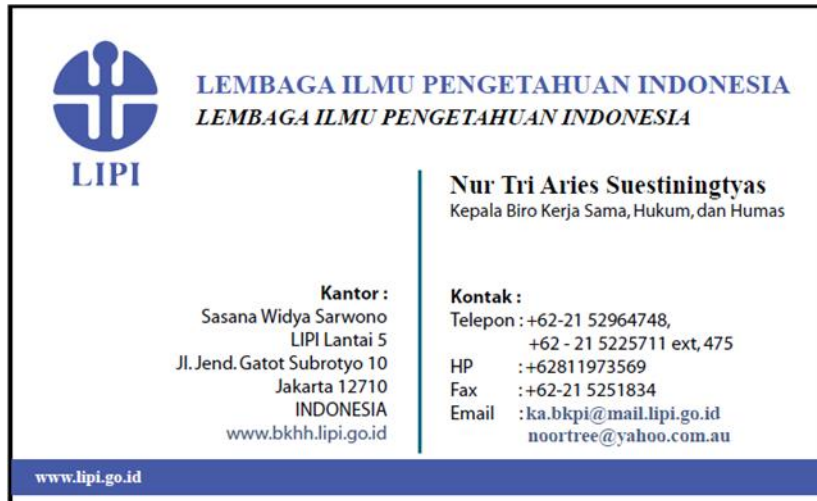 LIPI
LEMBAGA ILMU PENGETAHUAN INDONESIA
LEMBAGA ILMU PENGETAHUAN INDONESIA
Nur Tri Aries Suestiningtyas
Kepala Biro Kerja Sama, Hukum, dan Humas
Kantor :
Sasana Widya Sarwono
LIPI Lantai 5
Jl. Jend. Gatot Subrotyo 10
Jakarta 12710
INDONESIA
www.bkhh.lipi.go.id
Kontak :
Telepon : +62-21 52964748,
+62 - 21 5225711 ext, 475
HP : +62811973569
Fax : +62-21 5251834
Email : ka.bkpi@mail.lipi.go.id
noortree@yahoo.com.au
www.lipi.go.id